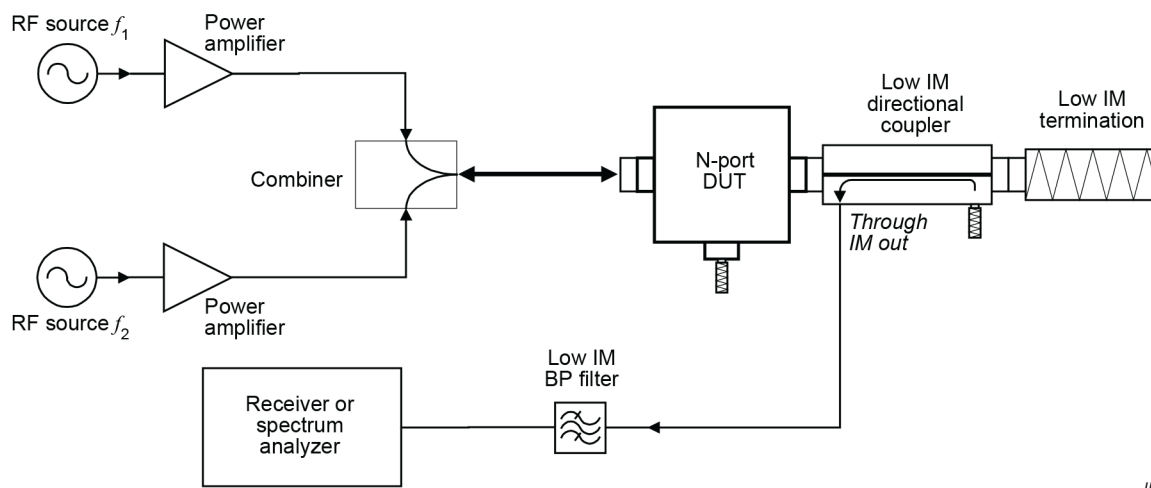 RF source f1
Power
amplifier
Combiner
RF source f2
Power
amplifier
N-port
DUT
Low IM
directional
coupler
Low IM
termination
Through
IM out
Low IM
BP filter
Receiver or
spectrum
analyzer